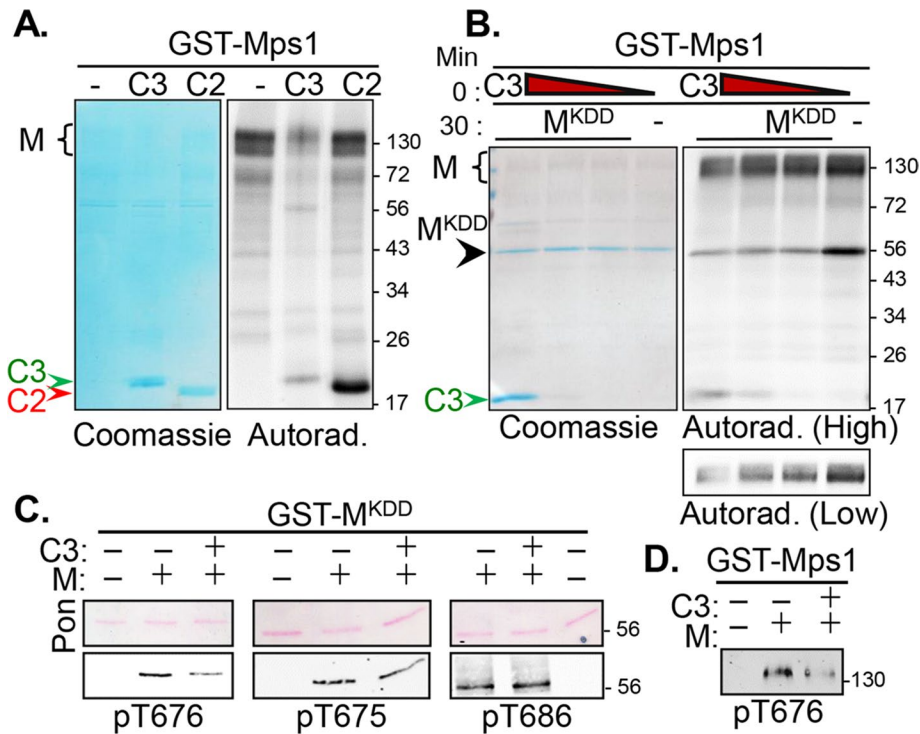 A.
GST-Mps1
- C3 C2
M {
130
72
56
43
34
26
17
C3
C2
Coomassie
Autorad.
B.
GST-Mps1
Min
0 : C3 C3
30 : M^KDD - M^KDD -
M {
M^KDD
C3
130
72
56
43
34
26
17
Coomassie
Autorad. (High)
Autorad. (Low)
C.
GST-M^KDD
C3: – – + – – + – + –
M: – + + – + + + + –
Pon
- 56
- 56
pT676
pT675
pT686
D.
GST-Mps1
C3: – – +
M: – + +
-130
pT676